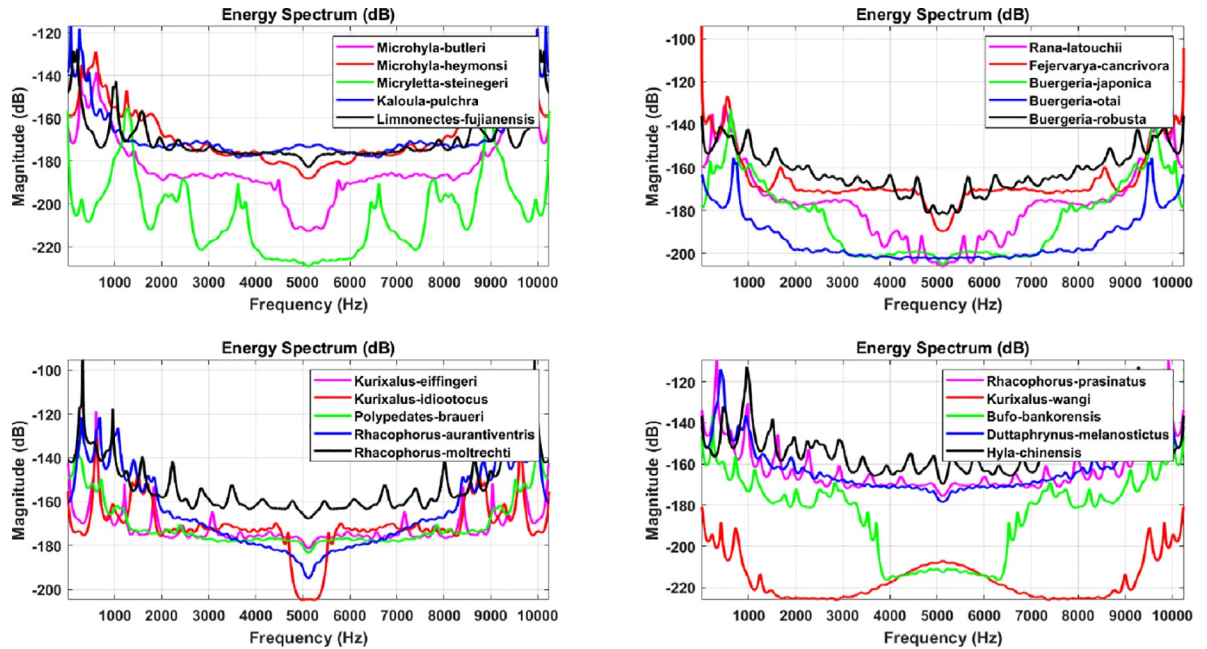 Energy Spectrum (dB)
-120
-140
-160
-180
-200
-220
Magnitude (dB)
Microhyla-butleri
Microhyla-heymonsi
Micryletta-steinegeri
Kaloula-pulchra
Limnonectes-fujianensis
1000 2000 3000 4000 5000 6000 7000 8000 9000 10000
Frequency (Hz)
Energy Spectrum (dB)
-100
-120
-140
-160
-180
-200
Magnitude (dB)
Rana-latouchii
Fejervarya-cancrivora
Buergeria-japonica
Buergeria-otai
Buergeria-robusta
1000 2000 3000 4000 5000 6000 7000 8000 9000 10000
Frequency (Hz)
Energy Spectrum (dB)
-100
-120
-140
-160
-180
-200
Magnitude (dB)
Kurixalus-eiffingeri
Kurixalus-idiootocus
Polypedates-braueri
Rhacophorus-aurantiventris
Rhacophorus-moltrechti
1000 2000 3000 4000 5000 6000 7000 8000 9000 10000
Frequency (Hz)
Energy Spectrum (dB)
-120
-140
-160
-180
-200
-220
Magnitude (dB)
Rhacophorus-prasinatus
Kurixalus-wangi
Bufo-bankorensis
Duttaphrynus-melanostictus
Hyla-chinensis
1000 2000 3000 4000 5000 6000 7000 8000 9000 10000
Frequency (Hz)